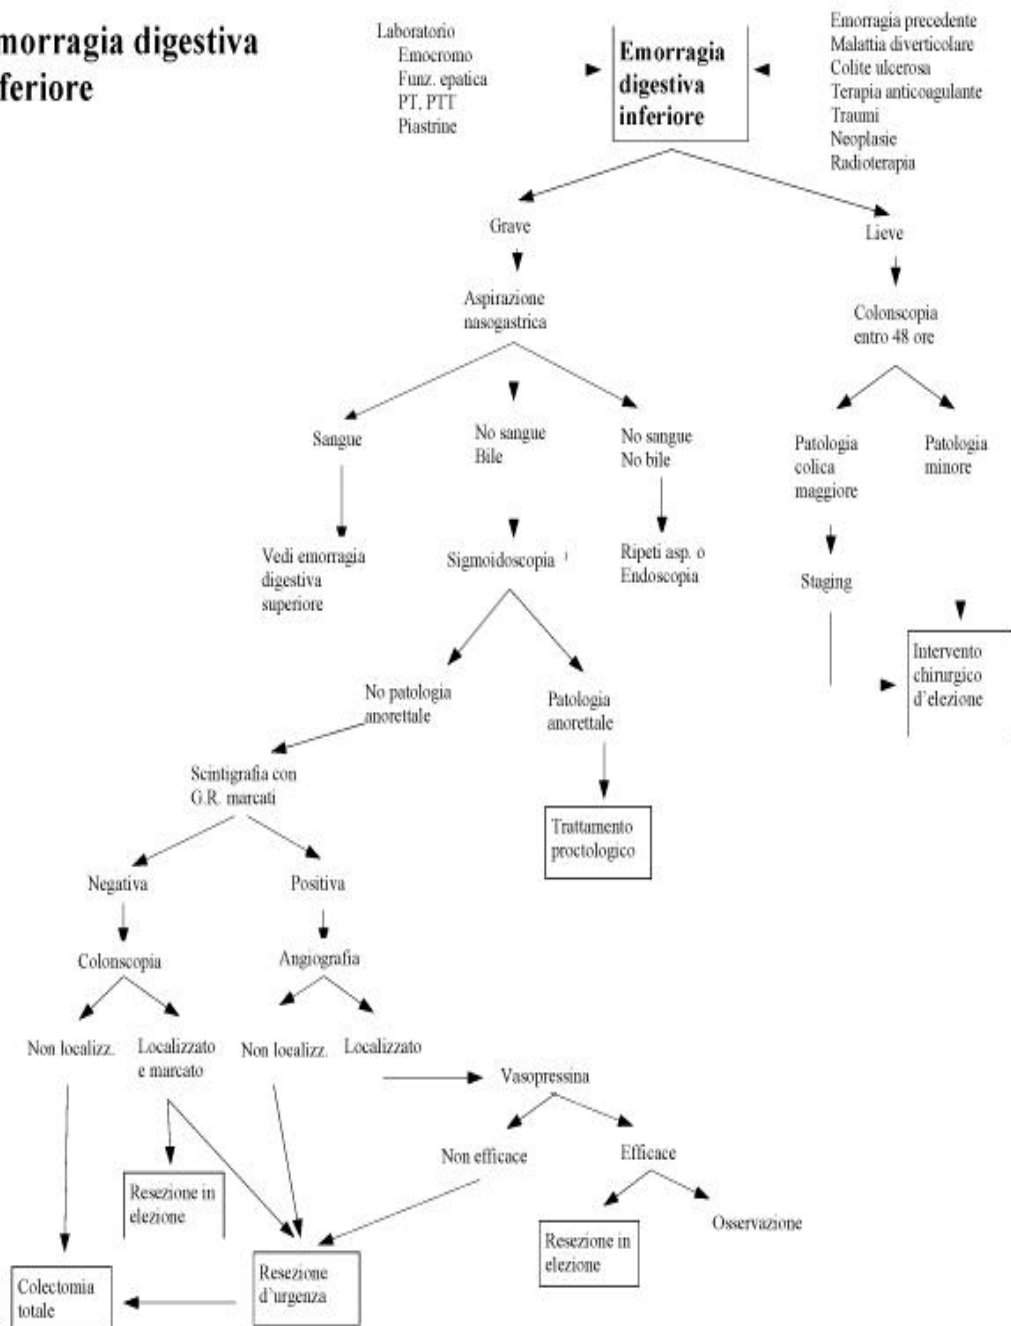 morragia digestiva
feriore
Laboratorio
Emocromo
Funz. epatica
PT, PTT
Piastrine
Emorragia
digestiva
inferiore
Emorragia precedente
Malattia diverticolare
Colite ulcerosa
Terapia anticoagulante
Traumi
Neoplasie
Radioterapia
Grave
Lieve
Aspirazione
nasogastrica
Colonscopia
entro 48 ore
Sangue
No sangue
Bile
No sangue
No bile
Patologia
colica
maggiore
Patologia
minore
Vedi emorragia
digestiva
superiore
Sigmoidoscopia
Ripeti asp. o
Endoscopia
Staging
Intervento
chirurgico
d'elezione
No patologia
anorettale
Patologia
anorettale
Scintigrafia con
G.R. marcati
Trattamento
proctologico
Negativa
Positiva
Colonscopia
Angiografia
Non localizz.
Localizzato
e marcato
Non localizz.
Localizzato
Vasopressina
Non efficace
Efficace
Resezione in
elezione
Osservazione
Resezione in
elezione
Colectomia
totale
Resezione
d'urgenza